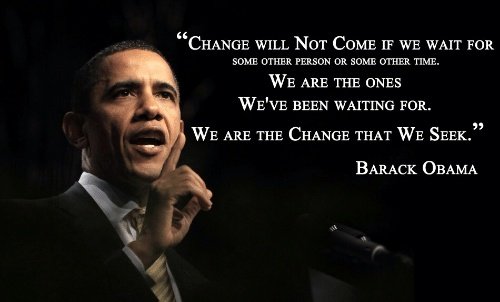 “Change will Not Come if we wait for
some other person or some other time.
We are the ones
We've been waiting for.
We are the Change that We Seek.”
Barack Obama